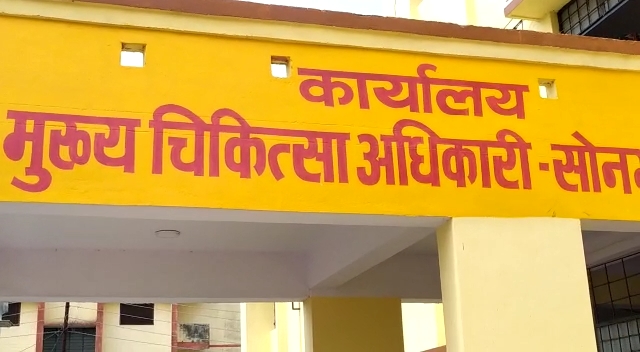 कार्यालय
मुख्य चिकित्सा अधिकारी -